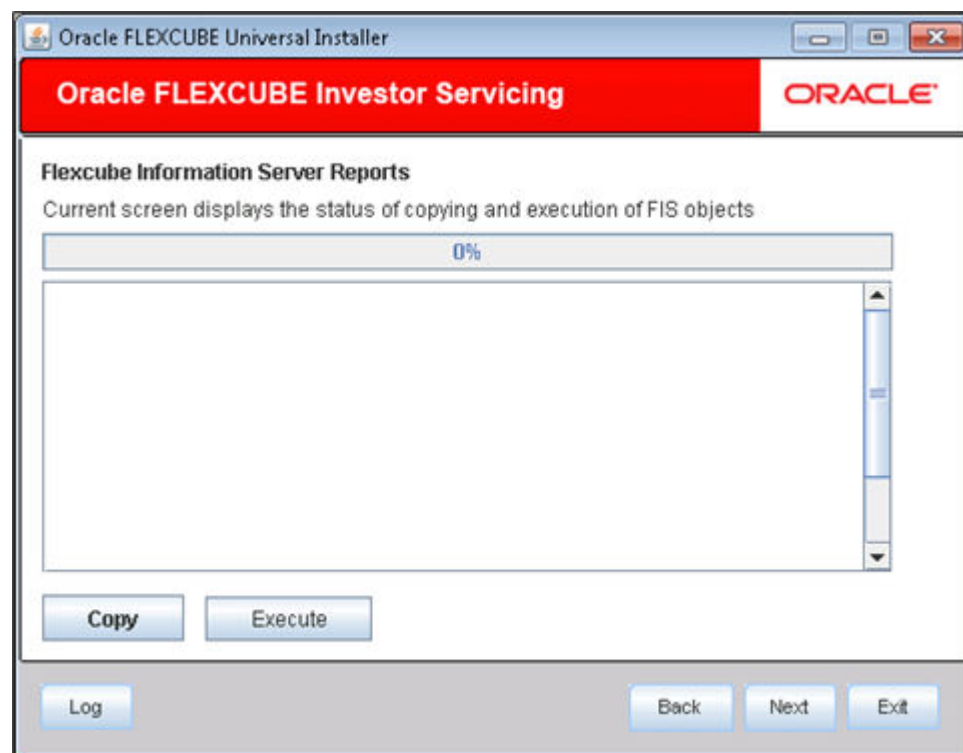 Oracle FLEXCUBE Universal Installer
Oracle FLEXCUBE Investor Servicing
ORACLE
Flexcube Information Server Reports
Current screen displays the status of copying and execution of FIS objects
0%
Copy
Execute
Log
Back
Next
Exit